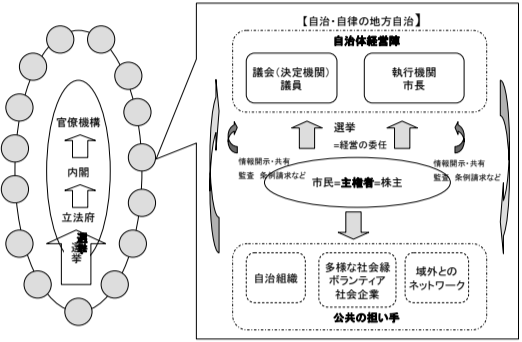 【自治・自律の地方自治】
自治体経営陣
議会（決定機関）
議員
執行機関
市長
選挙
=経営の委任
情報開示・共有
監査 条例請求など
情報開示・共有
監査 条例請求など
市民=主権者=株主
自治組織
多様な社会縁
ボランティア
社会企業
域外との
ネットワーク
公共の担い手
官僚機構
内閣
立法府
選挙